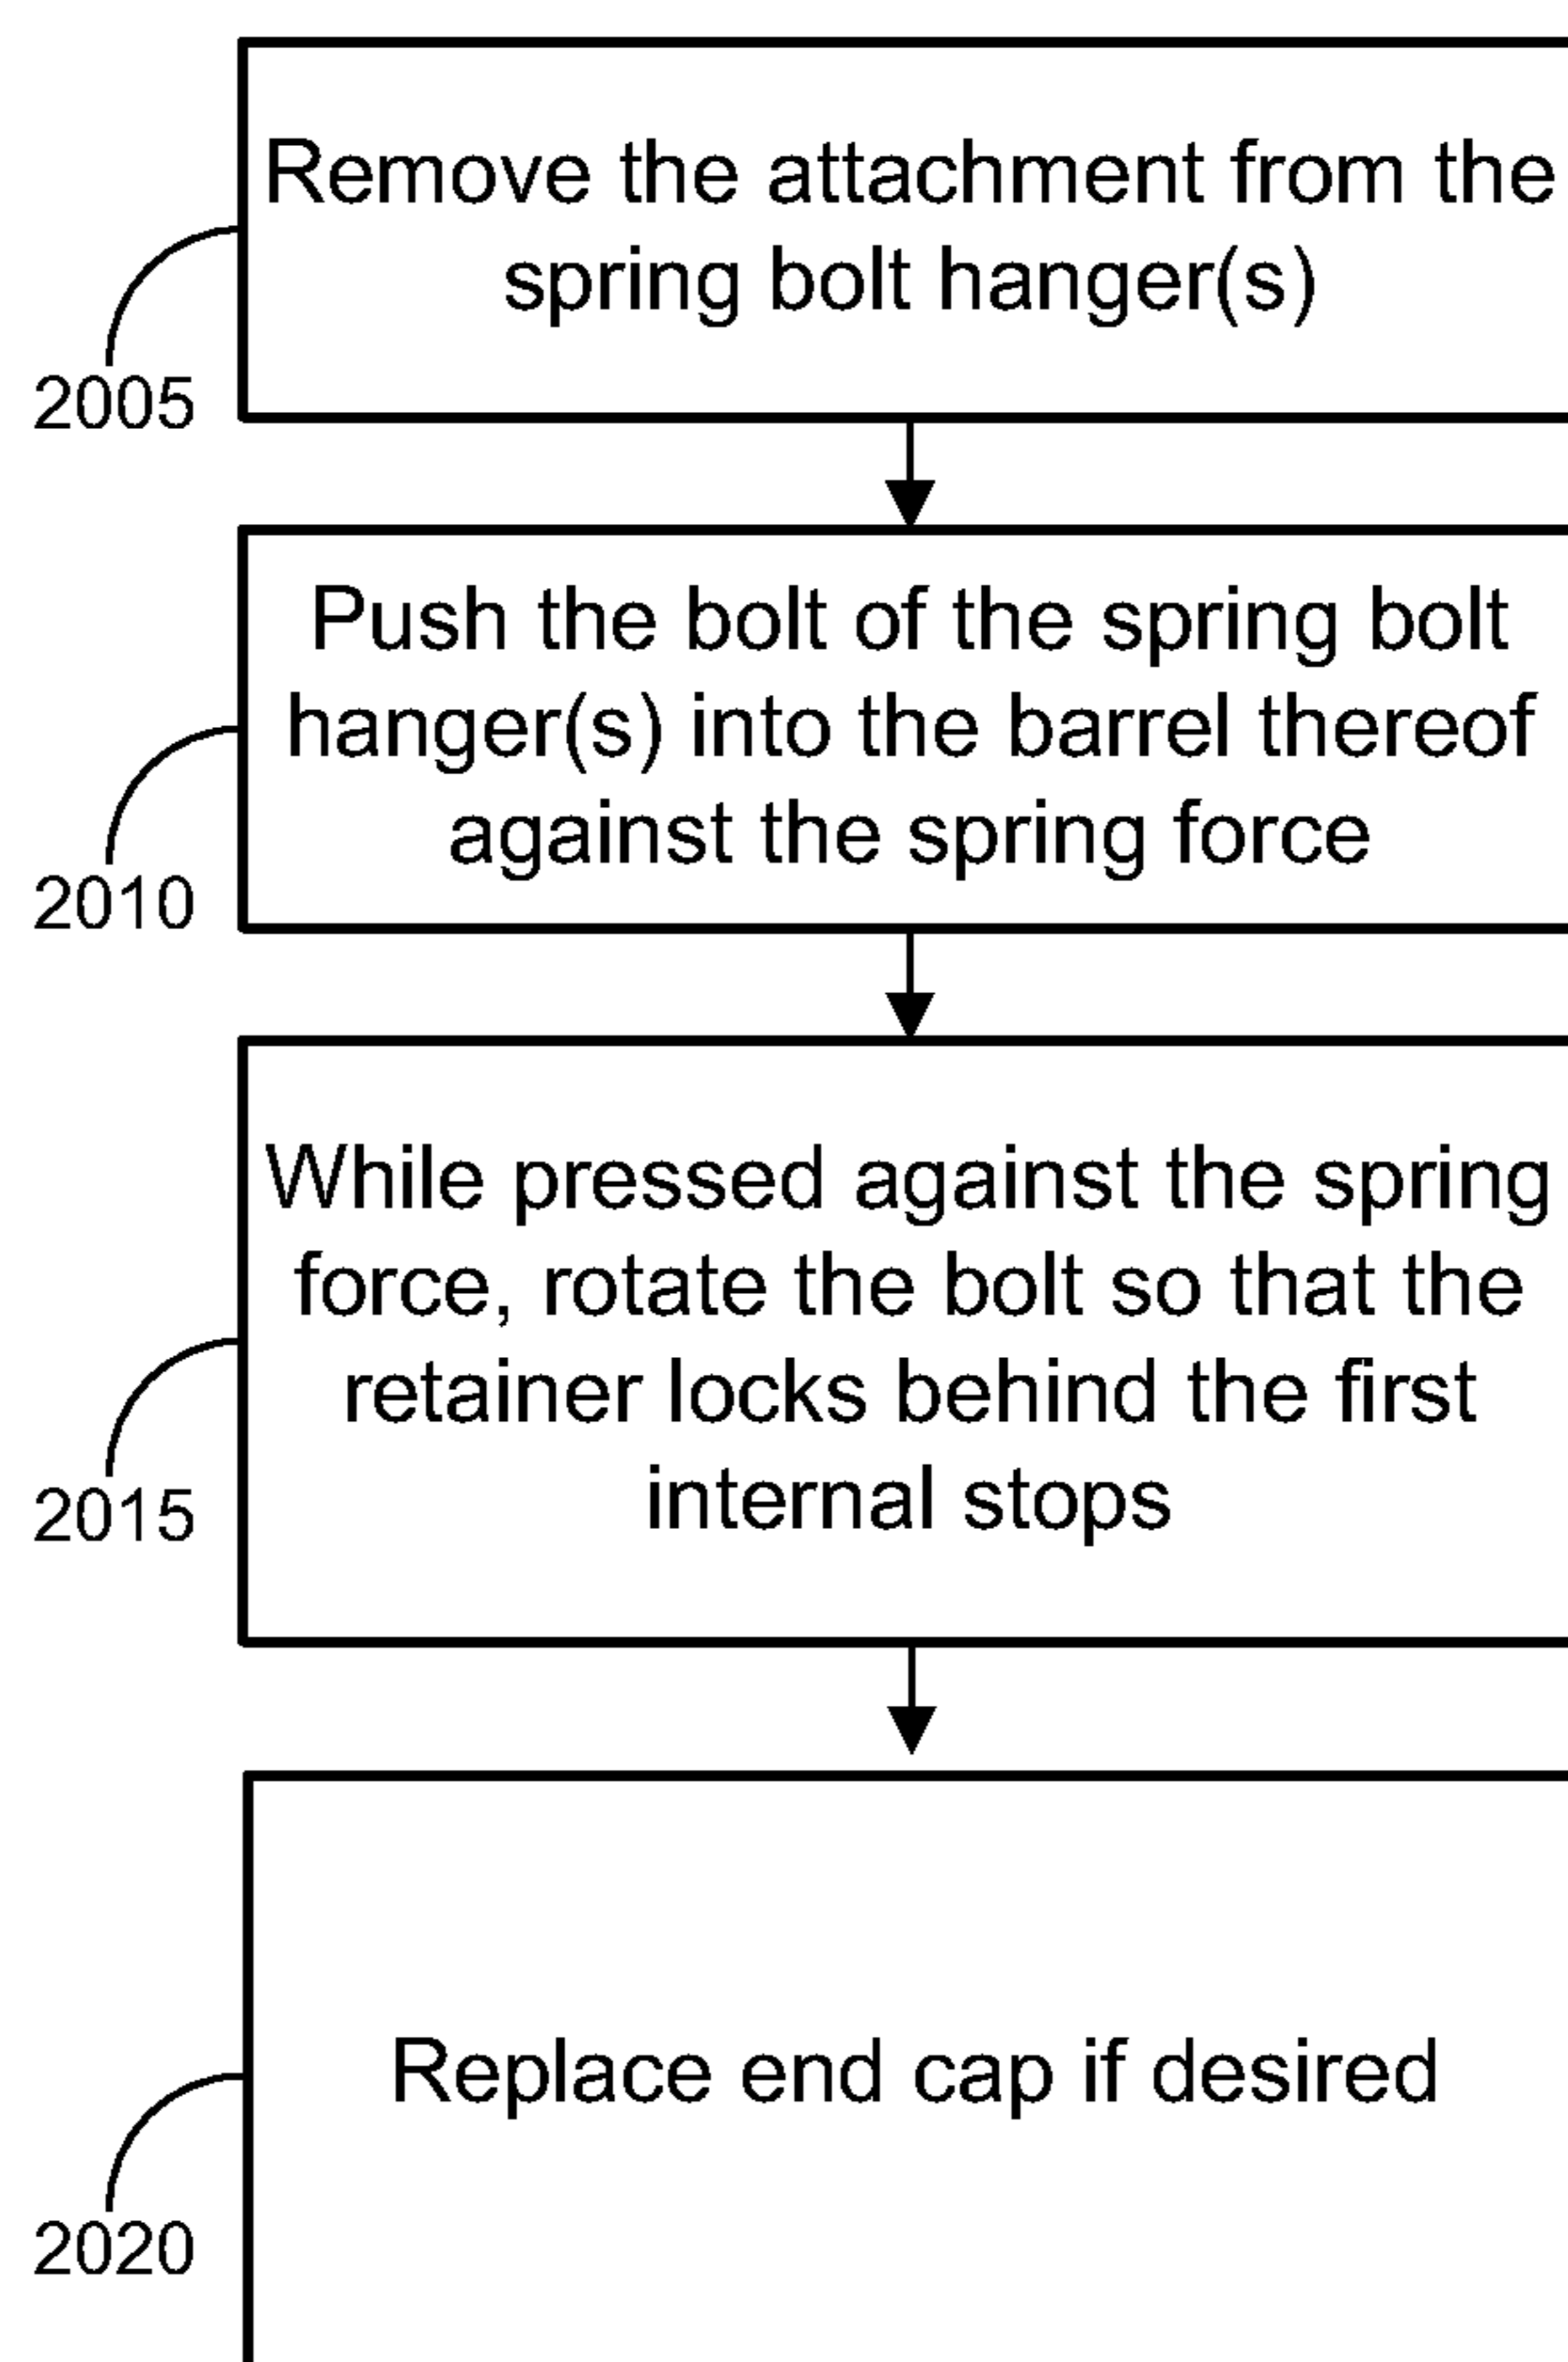 Remove the attachment from the
spring bolt hanger(s)
2005
Push the bolt of the spring bolt
hanger(s) into the barrel thereof
against the spring force
2010
While pressed against the spring
force, rotate the bolt so that the
retainer locks behind the first
internal stops
2015
Replace end cap if desired
2020